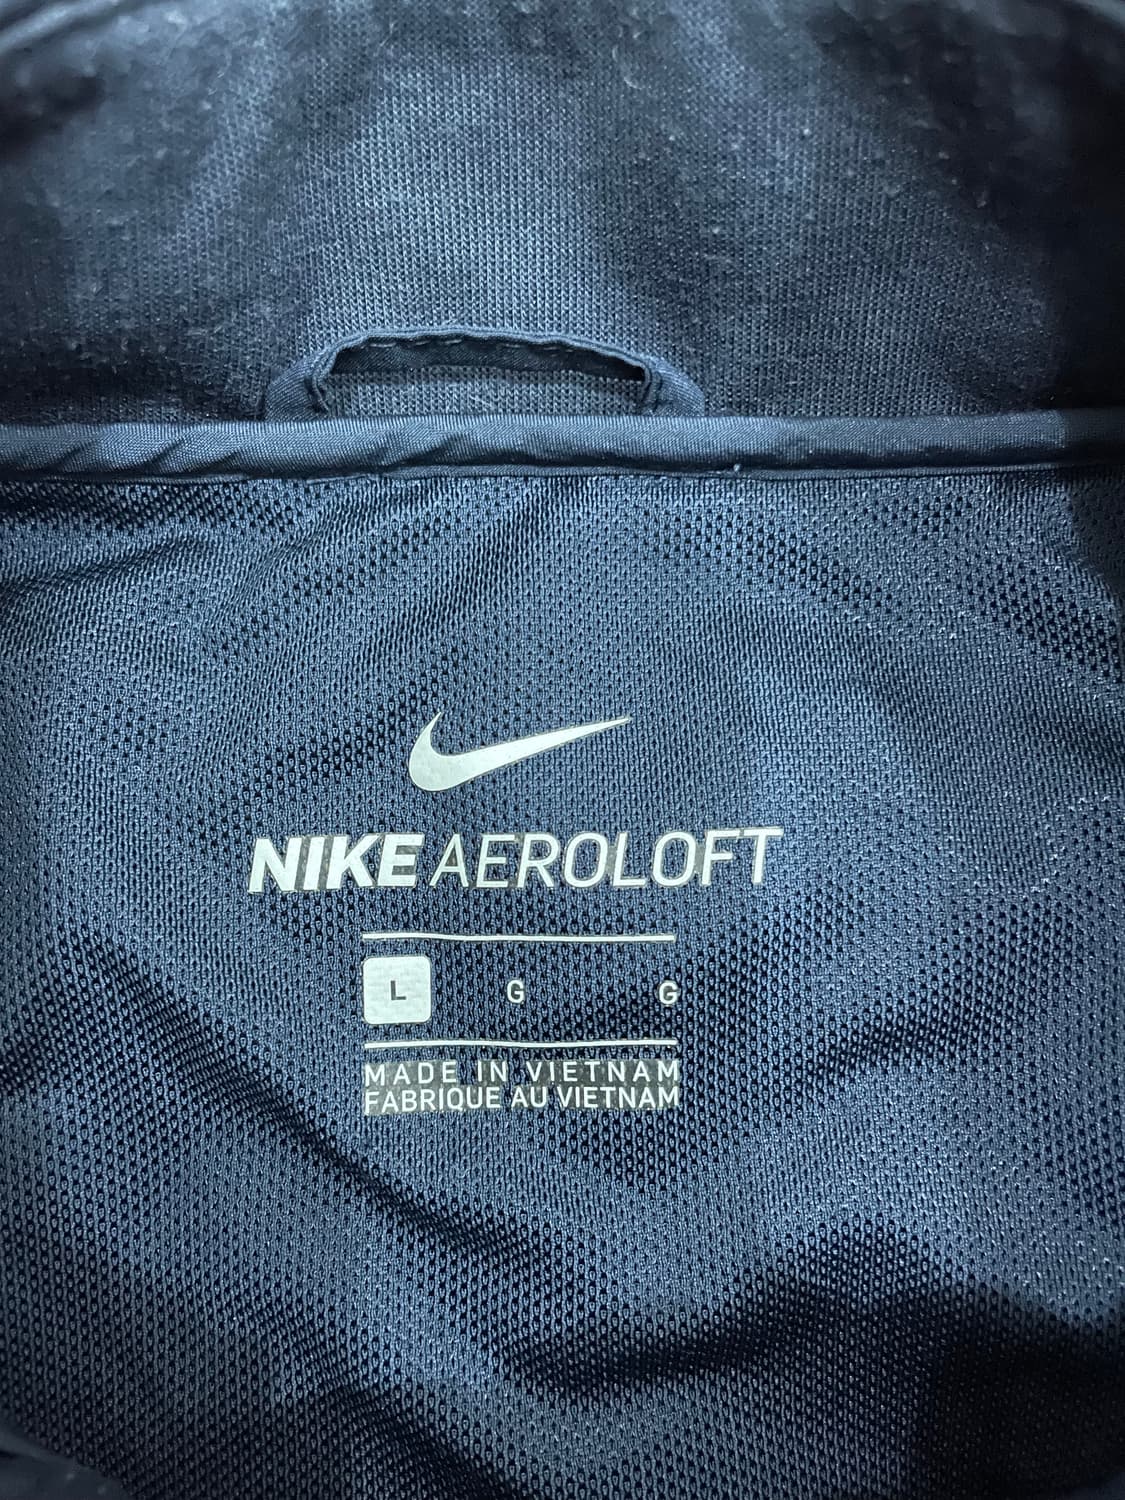 NIKE AEROLOFT
L G G
MADE IN VIETNAM
FABRIQUE AU VIETNAM